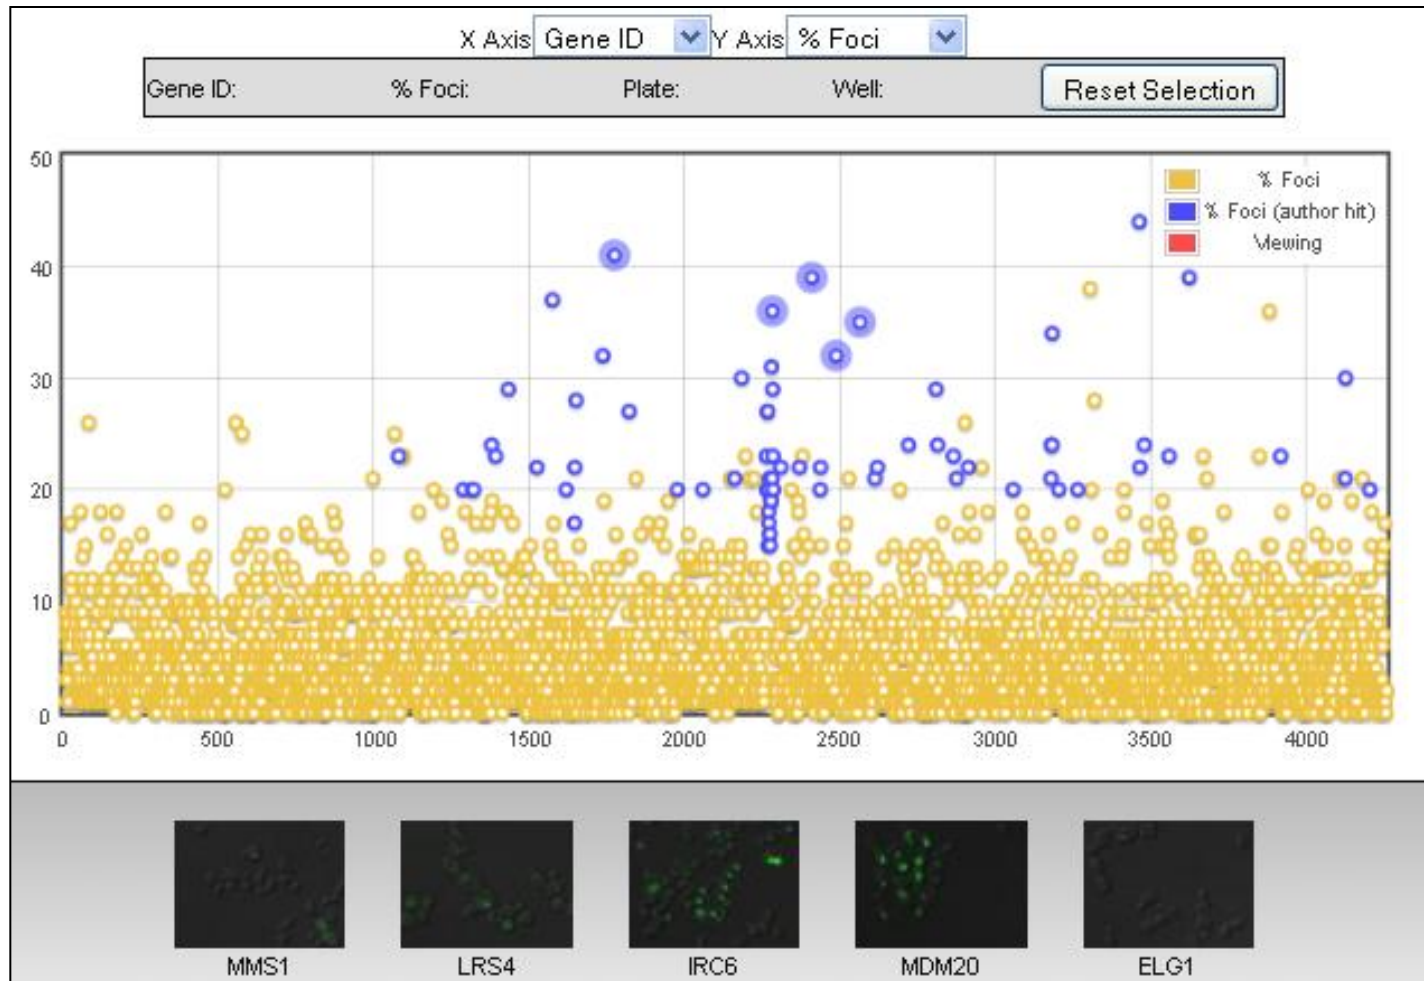 X Axis Gene ID Y Axis % Foci
Gene ID: % Foci: Plate: Well: Reset Selection
50
% Foci
% Foci (author hit)
Viewing
40
30
20
10
0
0 500 1000 1500 2000 2500 3000 3500 4000
MMS1 LRS4 IRC6 MDM20 ELG1